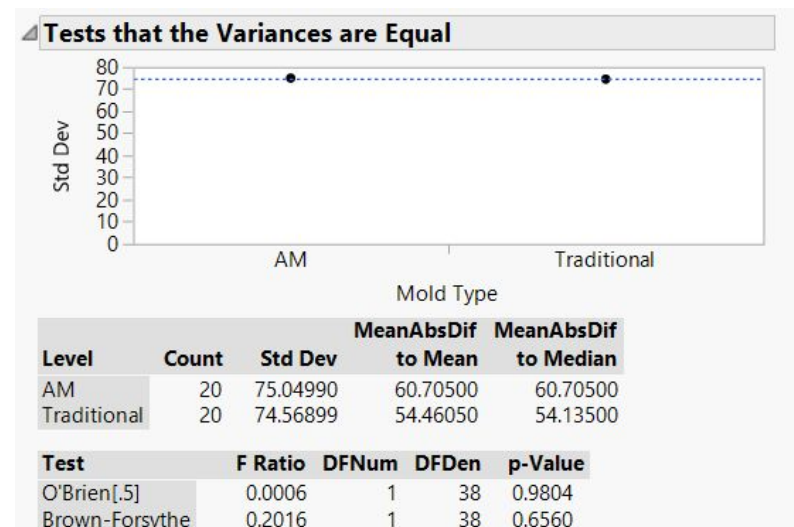 Tests that the Variances are Equal
80
70
60
50
40
30
20
10
0
Std Dev
AM Traditional
Mold Type
MeanAbsDif MeanAbsDif
Level Count Std Dev to Mean to Median
AM 20 75.04990 60.70500 60.70500
Traditional 20 74.56899 54.46050 54.13500
Test F Ratio DFNum DFDen p-Value
O'Brien[.5] 0.0006 1 38 0.9804
Brown-Forsythe 0.2016 1 38 0.6560